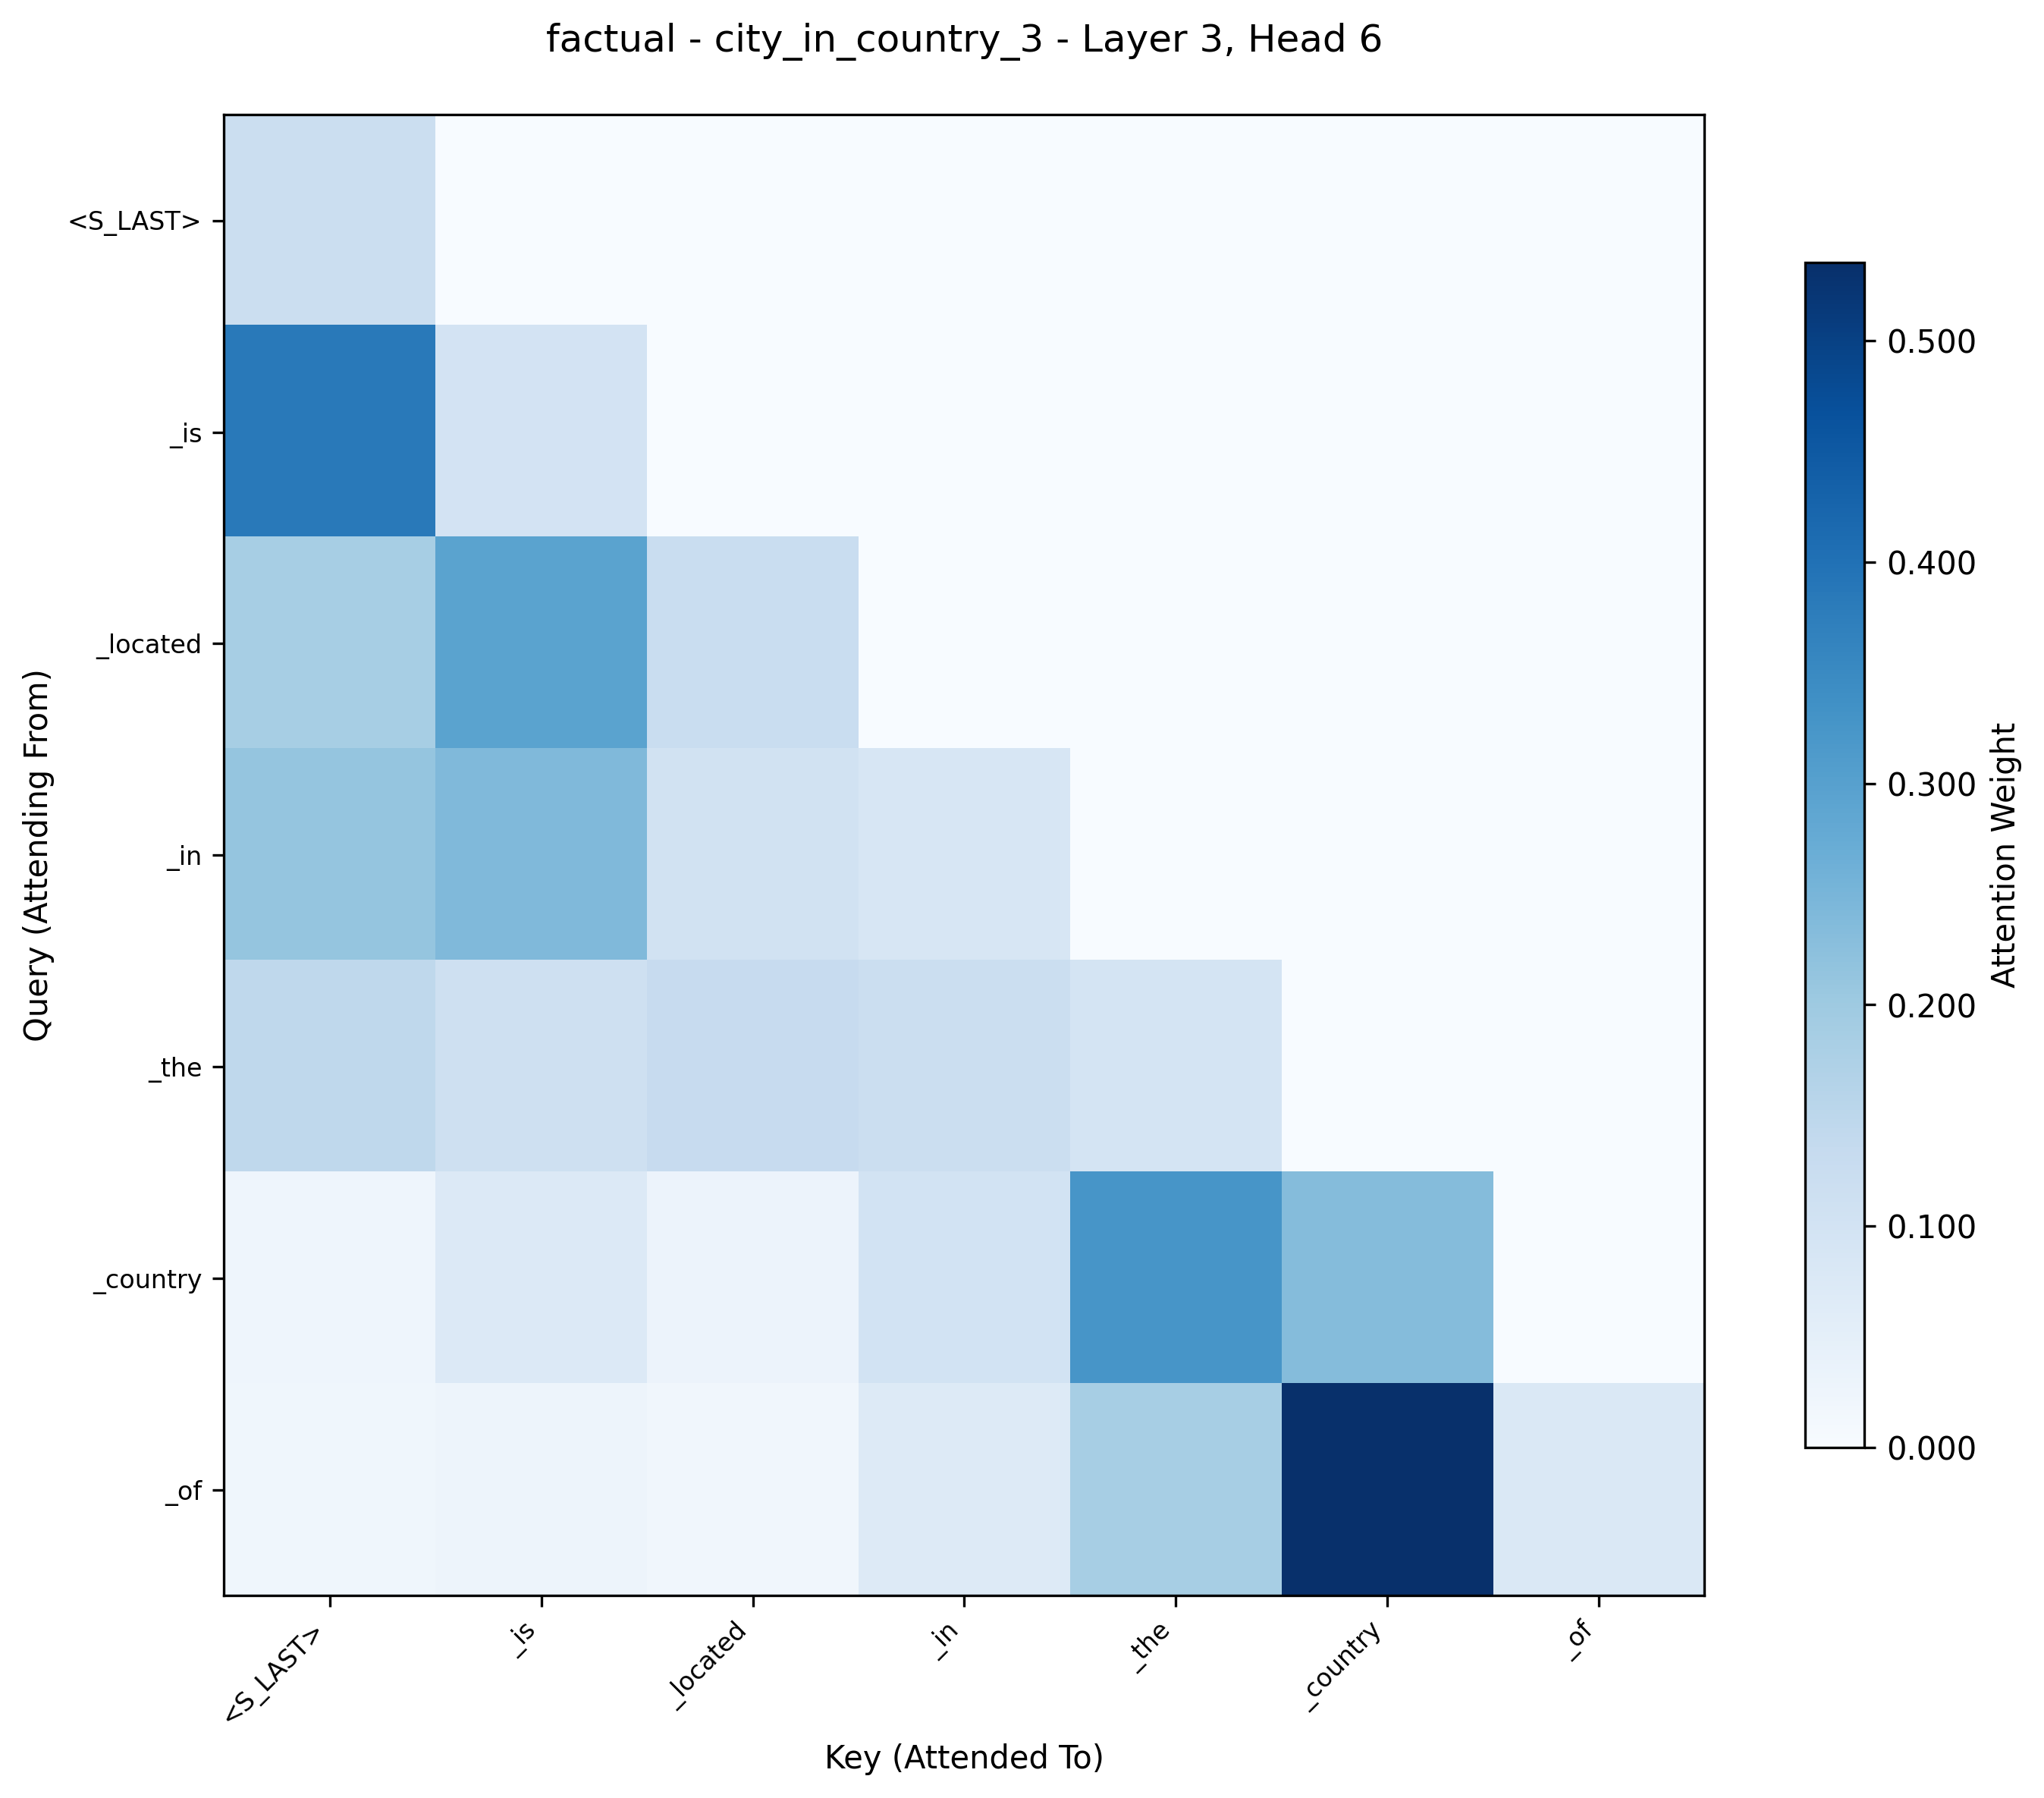 factual - city_in_country_3 - Layer 3, Head 6
Query (Attending From)
<S_LAST>
_is
_located
_in
_the
_country
_of
<S_LAST>
_is
_located
_in
_the
_country
_of
Key (Attended To)
0.500
0.400
0.300
0.200
0.100
0.000
Attention Weight